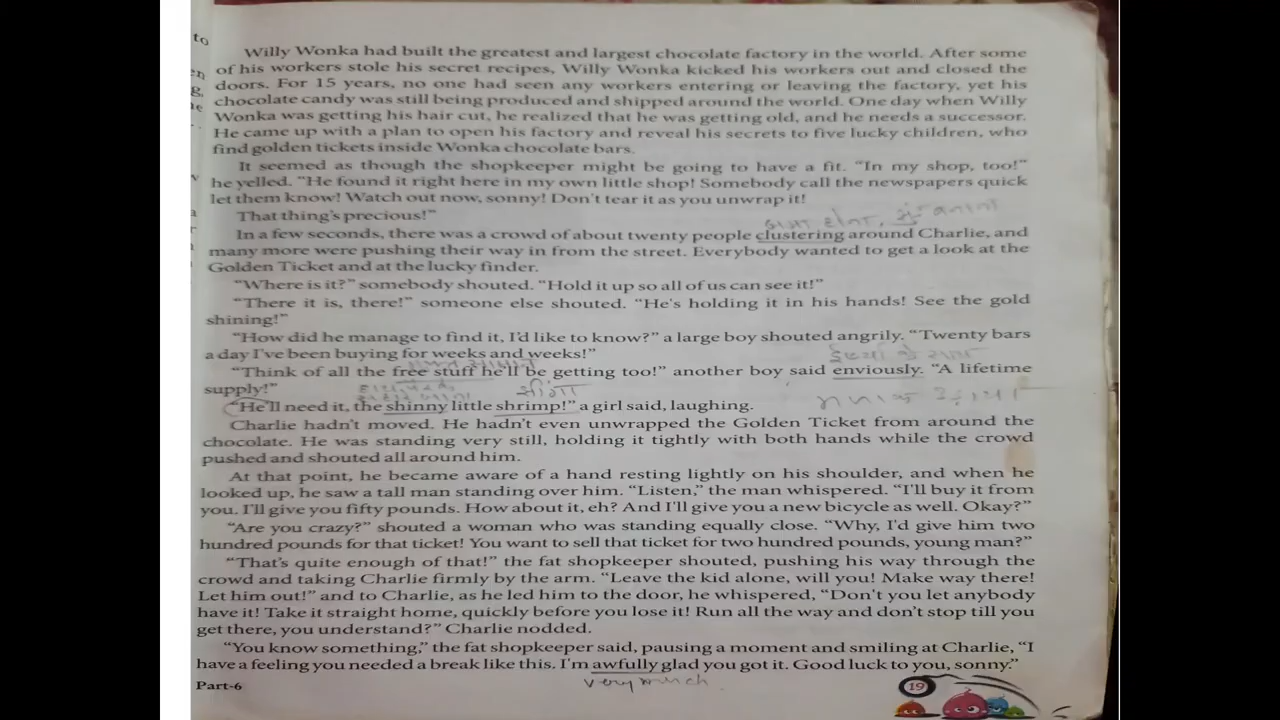 to
Willy Wonka had built the greatest and largest chocolate factory in the world. After some
of his workers stole his secret recipes, Willy Wonka kicked his workers out and closed the
doors. For 15 years, no one had seen any workers entering or leaving the factory, yet his
chocolate candy was still being produced and shipped around the world. One day when Willy
Wonka was getting his hair cut, he realized that he was getting old, and he needs a successor.
He came up with a plan to open his factory and reveal his secrets to five lucky children, who
find golden tickets inside Wonka chocolate bars.
It seemed as though the shopkeeper might be going to have a fit. “In my shop, too!”
he yelled. “He found it right here in my own little shop! Somebody call the newspapers quick
let them know! Watch out now, sonny! Don't tear it as you unwrap it!
That thing's precious!”
In a few seconds, there was a crowd of about twenty people clustering around Charlie, and
many more were pushing their way in from the street. Everybody wanted to get a look at the
Golden Ticket and at the lucky finder.
“Where is it?” somebody shouted. “Hold it up so all of us can see it!”
“There it is, there!” someone else shouted. “He's holding it in his hands! See the gold
shining!”
“How did he manage to find it, I'd like to know?” a large boy shouted angrily. “Twenty bars
a day I've been buying for weeks and weeks!”
“Think of all the free stuff he'll be getting too!” another boy said enviously. “A lifetime
supply!”
“He'll need it, the shinny little shrimp!” a girl said, laughing.
Charlie hadn't moved. He hadn't even unwrapped the Golden Ticket from around the
chocolate. He was standing very still, holding it tightly with both hands while the crowd
pushed and shouted all around him.
At that point, he became aware of a hand resting lightly on his shoulder, and when he
looked up, he saw a tall man standing over him. “Listen,” the man whispered. “I'll buy it from
you. I'll give you fifty pounds. How about it, eh? And I'll give you a new bicycle as well. Okay?”
“Are you crazy?” shouted a woman who was standing equally close. “Why, I'd give him two
hundred pounds for that ticket! You want to sell that ticket for two hundred pounds, young man?”
“That's quite enough of that!” the fat shopkeeper shouted, pushing his way through the
crowd and taking Charlie firmly by the arm. “Leave the kid alone, will you! Make way there!
Let him out!” and to Charlie, as he led him to the door, he whispered, “Don't you let anybody
have it! Take it straight home, quickly before you lose it! Run all the way and don't stop till you
get there, you understand?” Charlie nodded.
“You know something,” the fat shopkeeper said, pausing a moment and smiling at Charlie, “I
have a feeling you needed a break like this. I'm awfully glad you got it. Good luck to you, sonny.”
very much
Part-6
19